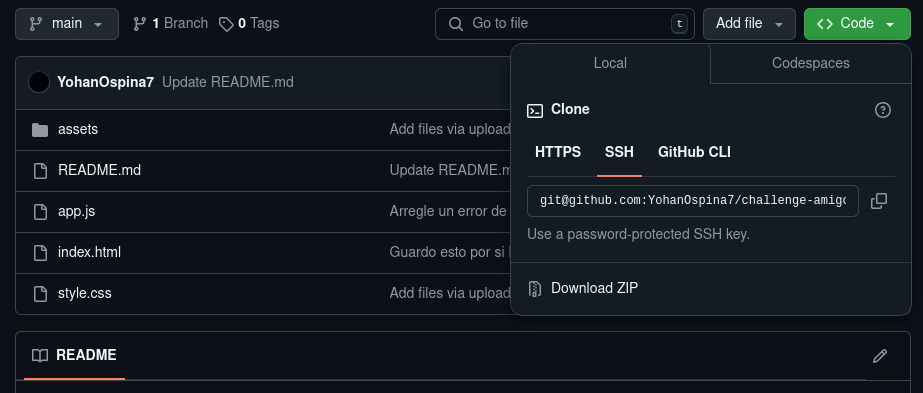 main 1 Branch 0 Tags Go to file t Add file Code
YohanOspina7 Update README.md
Local Codespaces
Clone
HTTPS SSH GitHub CLI
git@github.com:YohanOspina7/challenge-amigo
Use a password-protected SSH key.
Download ZIP
assets Add files via upload
README.md Update README.m
app.js Arregle un error de
index.html Guardo esto por si
style.css Add files via upload
README